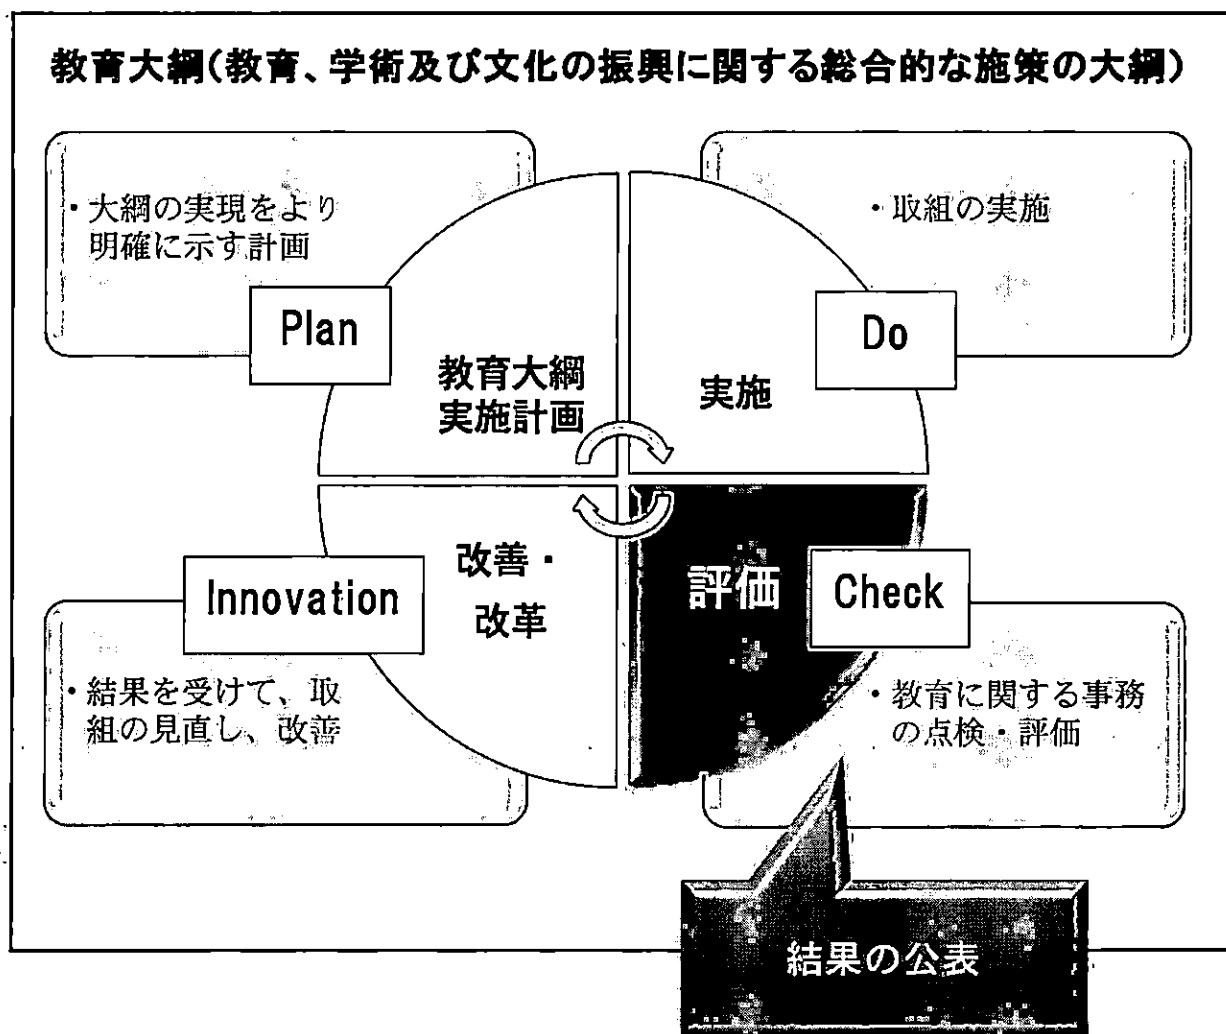 教育大綱(教育、学術及び文化の振興に関する総合的な施策の大綱)
・大綱の実現をより
明確に示す計画
Plan
教育大綱
実施計画
・取組の実施
Do
実施
Innovation
改善・
改革
・結果を受けて、取
組の見直し、改善
評価
Check
・教育に関する事務
の点検・評価
結果の公表